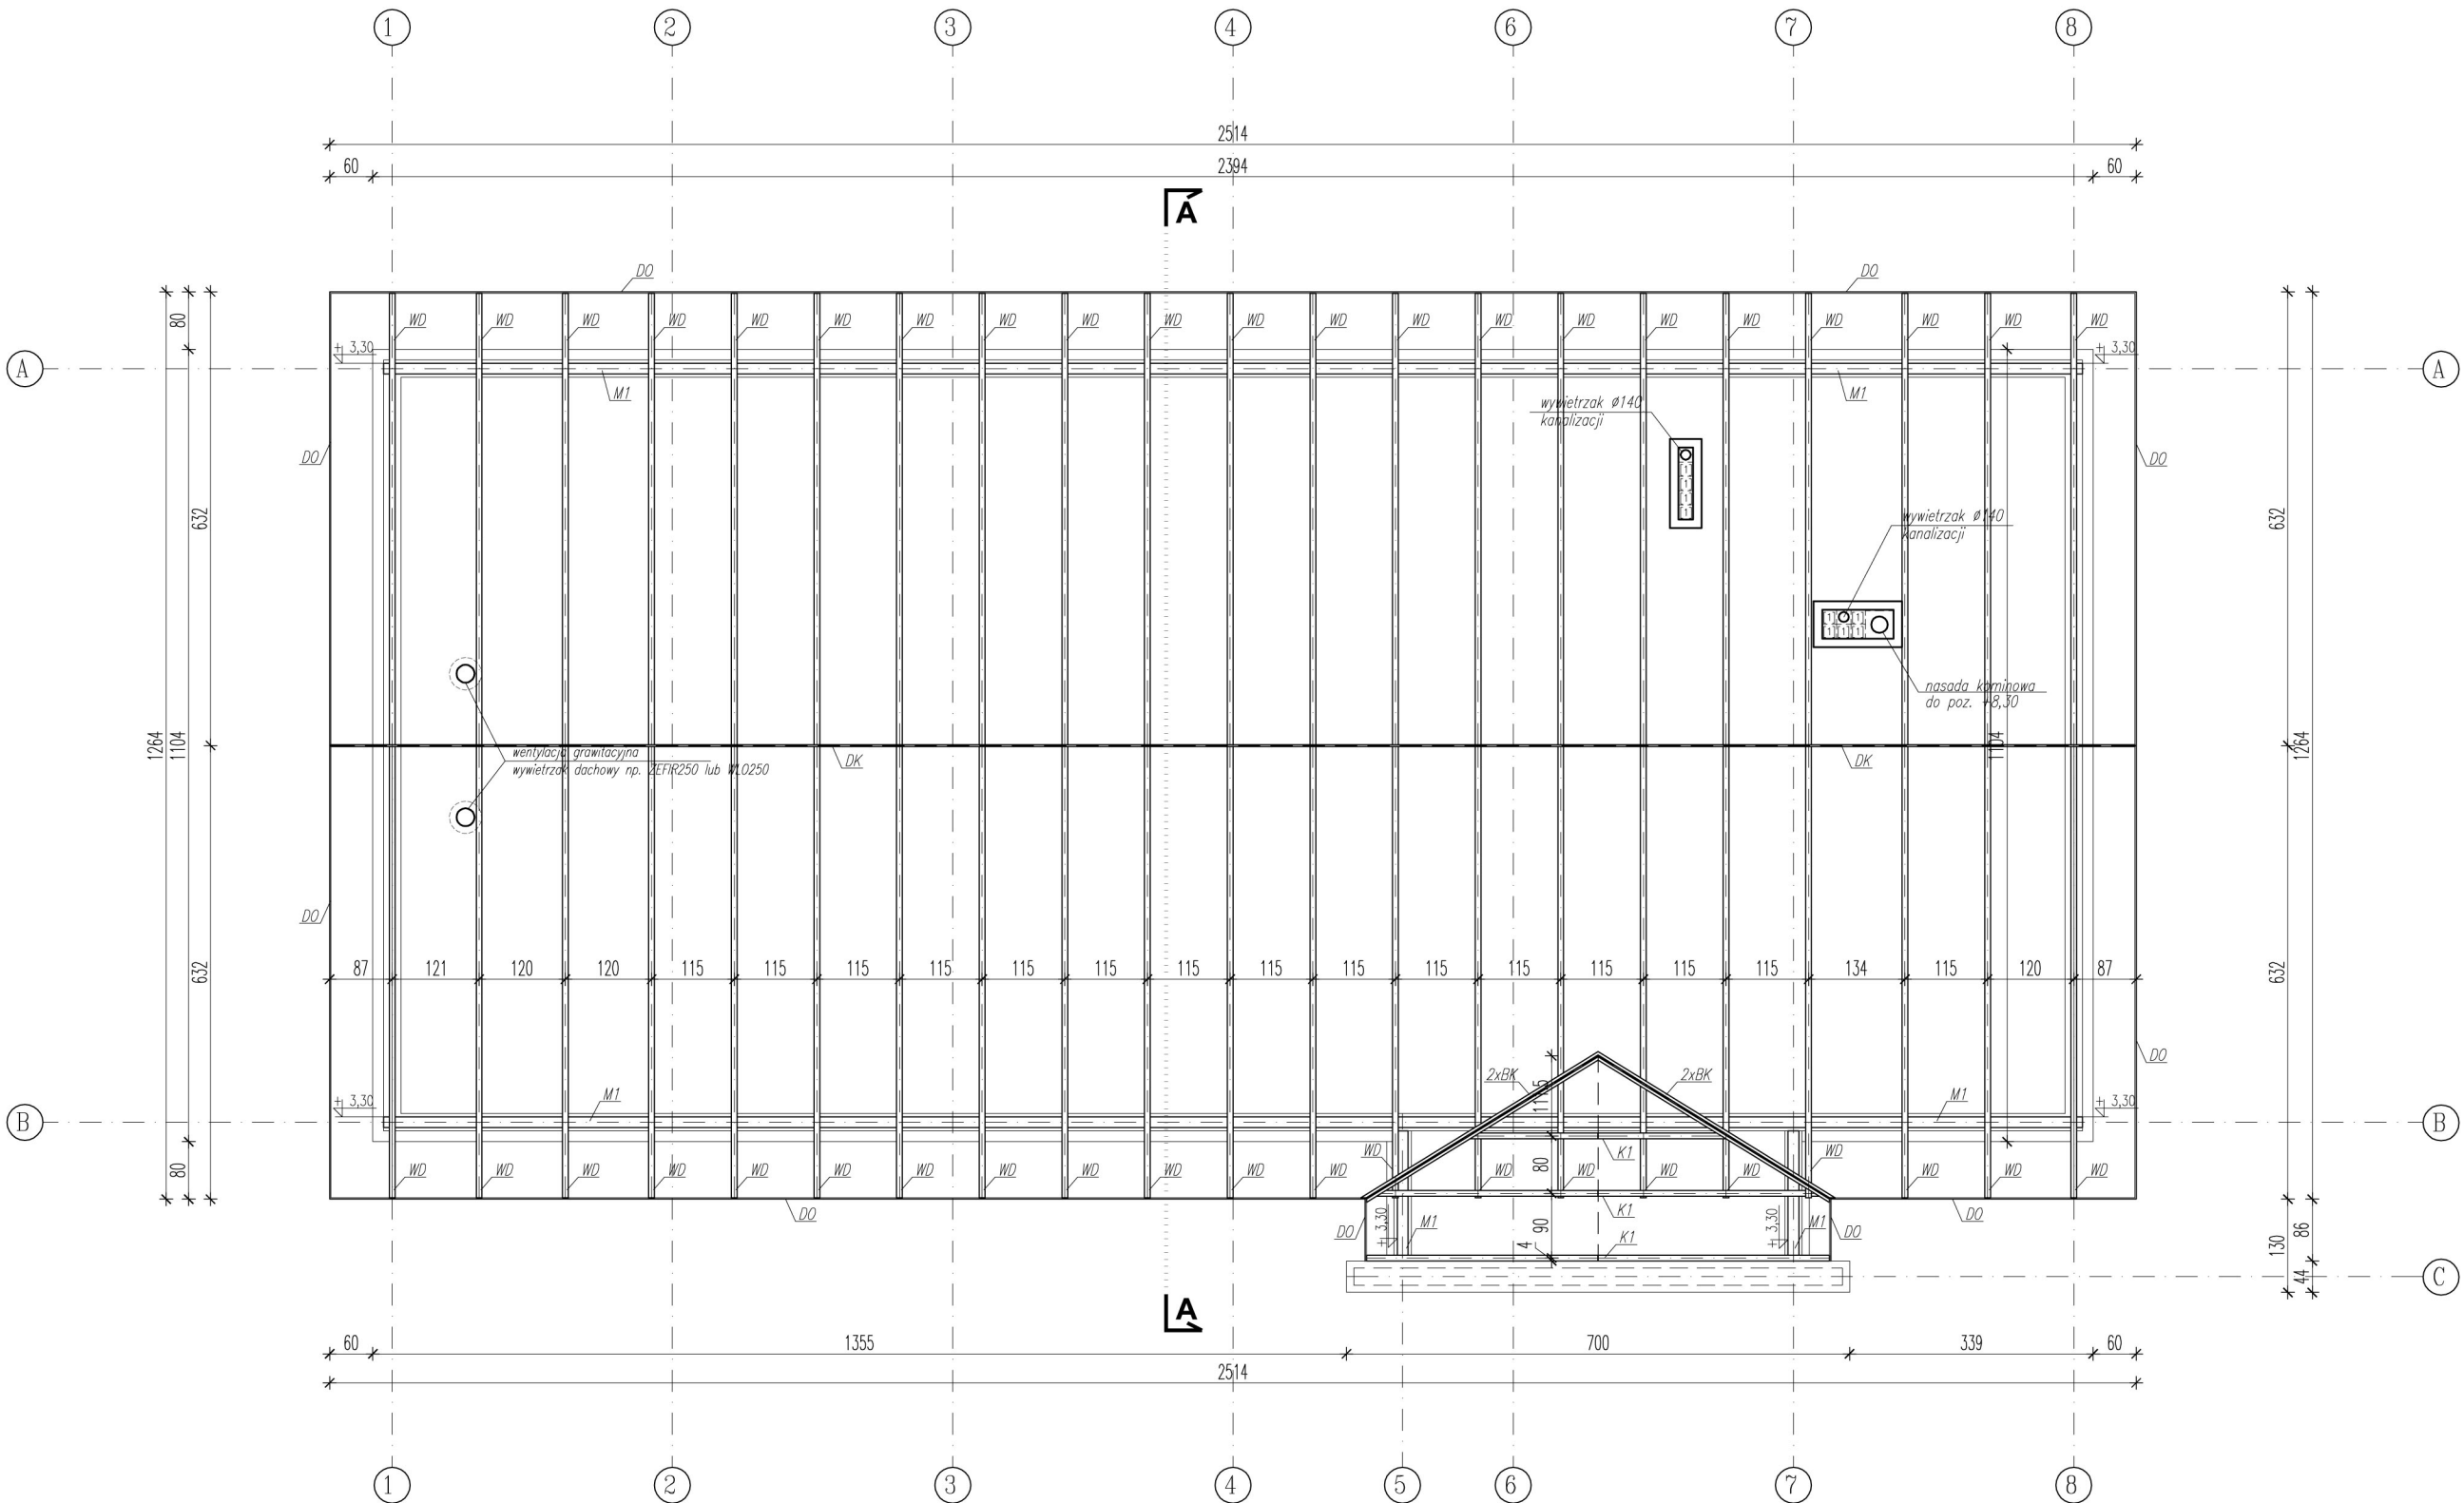 1 2 3 4 6 7 8
2514
60 2394 60
A
DO DO
80
WD WD WD WD WD WD WD WD WD WD WD WD WD WD WD WD WD WD WD WD WD
± 3,30 ± 3,30
A A
M1 M1
wywietrzak ø140
kanalizacji
DO DO
632 632
wywietrzak ø140
kanalizacji
nasada kominowa
do poz. +8,30
1264 1104 1104 1264
wentylacja grawitacyjna
wywietrzak dachowy np. ZEFIR250 lub WLO250
DK DK
DO
632 632
87 121 120 120 115 115 115 115 115 115 115 115 115 115 115 115 115 115 134 115 120 87
DO
2xBK 2xBK
1115
± 3,30 ± 3,30
M1 M1
B B
80
WD K1 WD
80
WD WD WD WD WD WD WD WD WD WD WD WD WD WD WD WD WD WD WD
DO DO
K1
± 3,30 ± 3,30
M1 M1
DO DO
90
4
K1
130 86
44
C
A
60 1355 700 339 60
2514
1 2 3 4 5 6 7 8